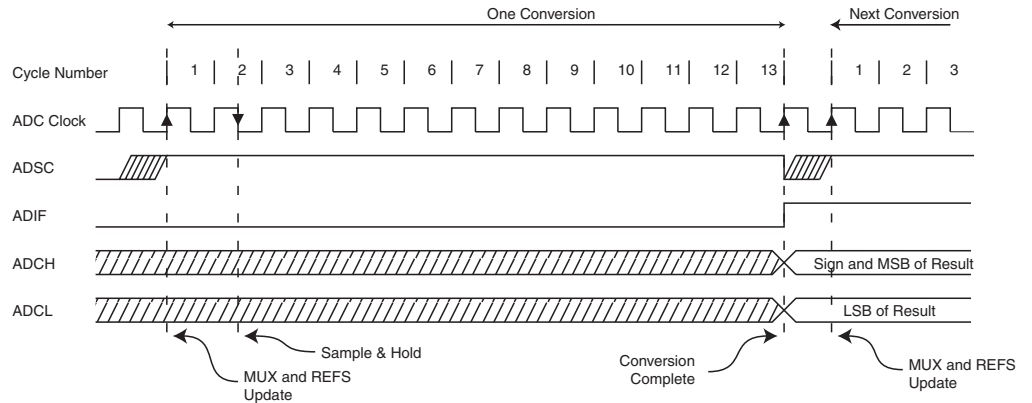 One Conversion
Next Conversion
Cycle Number
1 2 3 4 5 6 7 8 9 10 11 12 13 1 2 3
ADC Clock
ADSC
ADIF
ADCH
Sign and MSB of Result
ADCL
LSB of Result
Sample & Hold
MUX and REFS
Update
Conversion
Complete
MUX and REFS
Update